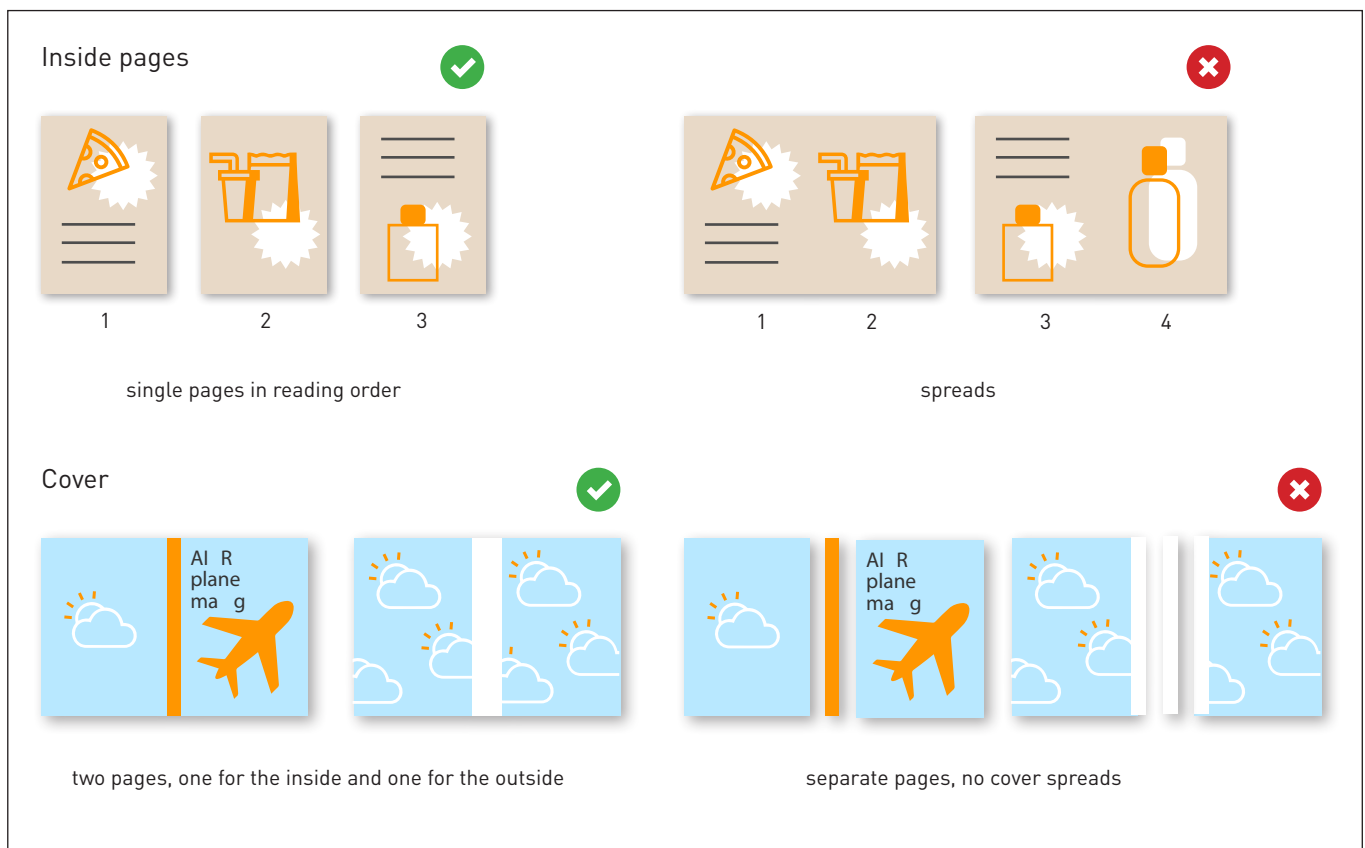 Inside pages
1
2
3
1
2
3
4
single pages in reading order
spreads
Cover
AI R
plane
ma g
AI R
plane
ma g
two pages, one for the inside and one for the outside
separate pages, no cover spreads